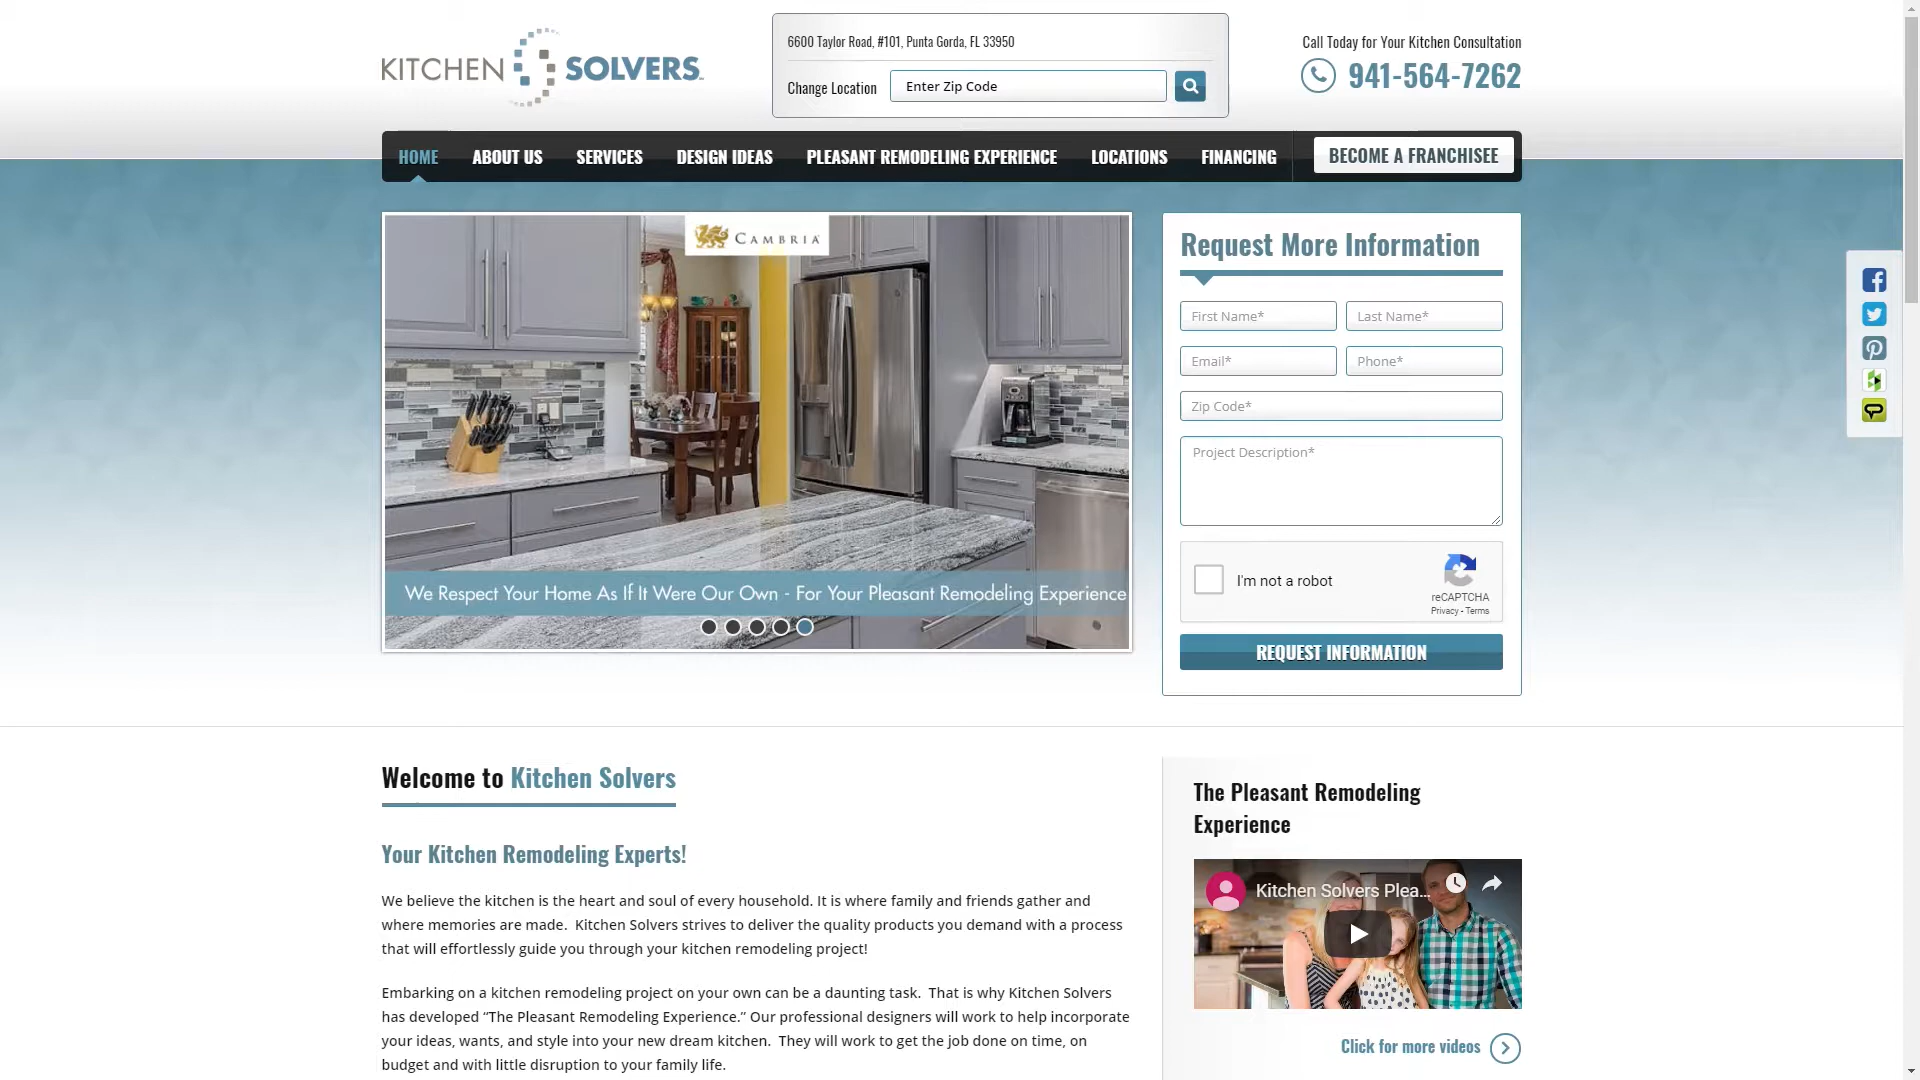 KITCHEN SOLVERS
6600 Taylor Road, #101, Punta Gorda, FL 33950
Change Location
Enter Zip Code
Call Today for Your Kitchen Consultation
941-564-7262
HOME
ABOUT US
SERVICES
DESIGN IDEAS
PLEASANT REMODELING EXPERIENCE
LOCATIONS
FINANCING
BECOME A FRANCHISEE
CAMBRIA
We Respect Your Home As If It Were Our Own - For Your Pleasant Remodeling Experience
Request More Information
First Name*
Last Name*
Email*
Phone*
Zip Code*
Project Description*
I'm not a robot
reCAPTCHA
Privacy - Terms
REQUEST INFORMATION
Welcome to Kitchen Solvers
Your Kitchen Remodeling Experts!
We believe the kitchen is the heart and soul of every household. It is where family and friends gather and
where memories are made.  Kitchen Solvers strives to deliver the quality products you demand with a process
that will effortlessly guide you through your kitchen remodeling project!
Embarking on a kitchen remodeling project on your own can be a daunting task.  That is why Kitchen Solvers
has developed “The Pleasant Remodeling Experience.” Our professional designers will work to help incorporate
your ideas, wants, and style into your new dream kitchen.  They will work to get the job done on time, on
budget and with little disruption to your family life.
The Pleasant Remodeling
Experience
Kitchen Solvers Plea...
Click for more videos